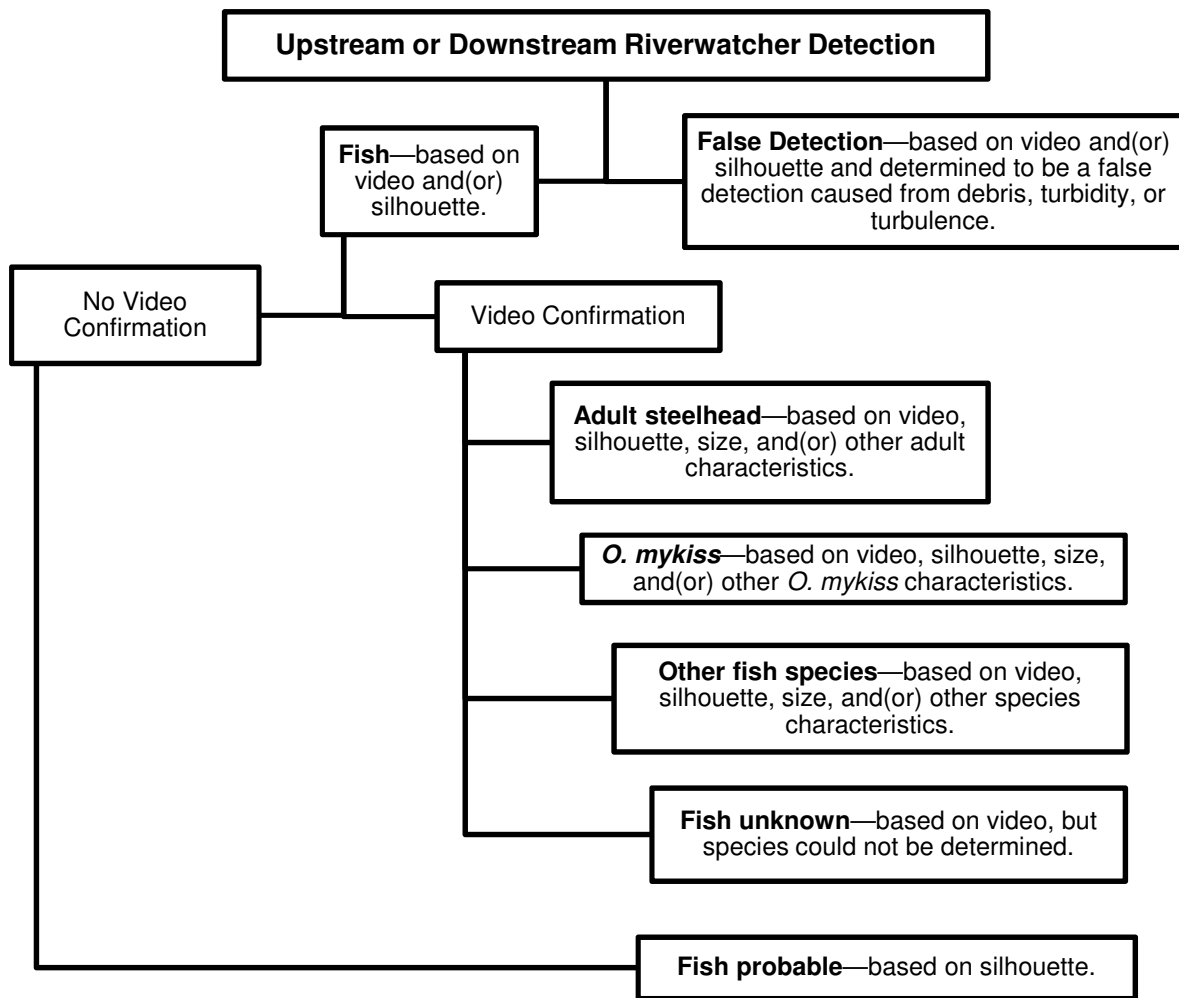 Upstream or Downstream Riverwatcher Detection
Fish—based on
video and(or)
silhouette.
False Detection—based on video and(or)
silhouette and determined to be a false
detection caused from debris, turbidity, or
turbulence.
No Video
Confirmation
Video Confirmation
Adult steelhead—based on video,
silhouette, size, and(or) other adult
characteristics.
O. mykiss—based on video, silhouette, size,
and(or) other O. mykiss characteristics.
Other fish species—based on video,
silhouette, size, and(or) other species
characteristics.
Fish unknown—based on video, but
species could not be determined.
Fish probable—based on silhouette.